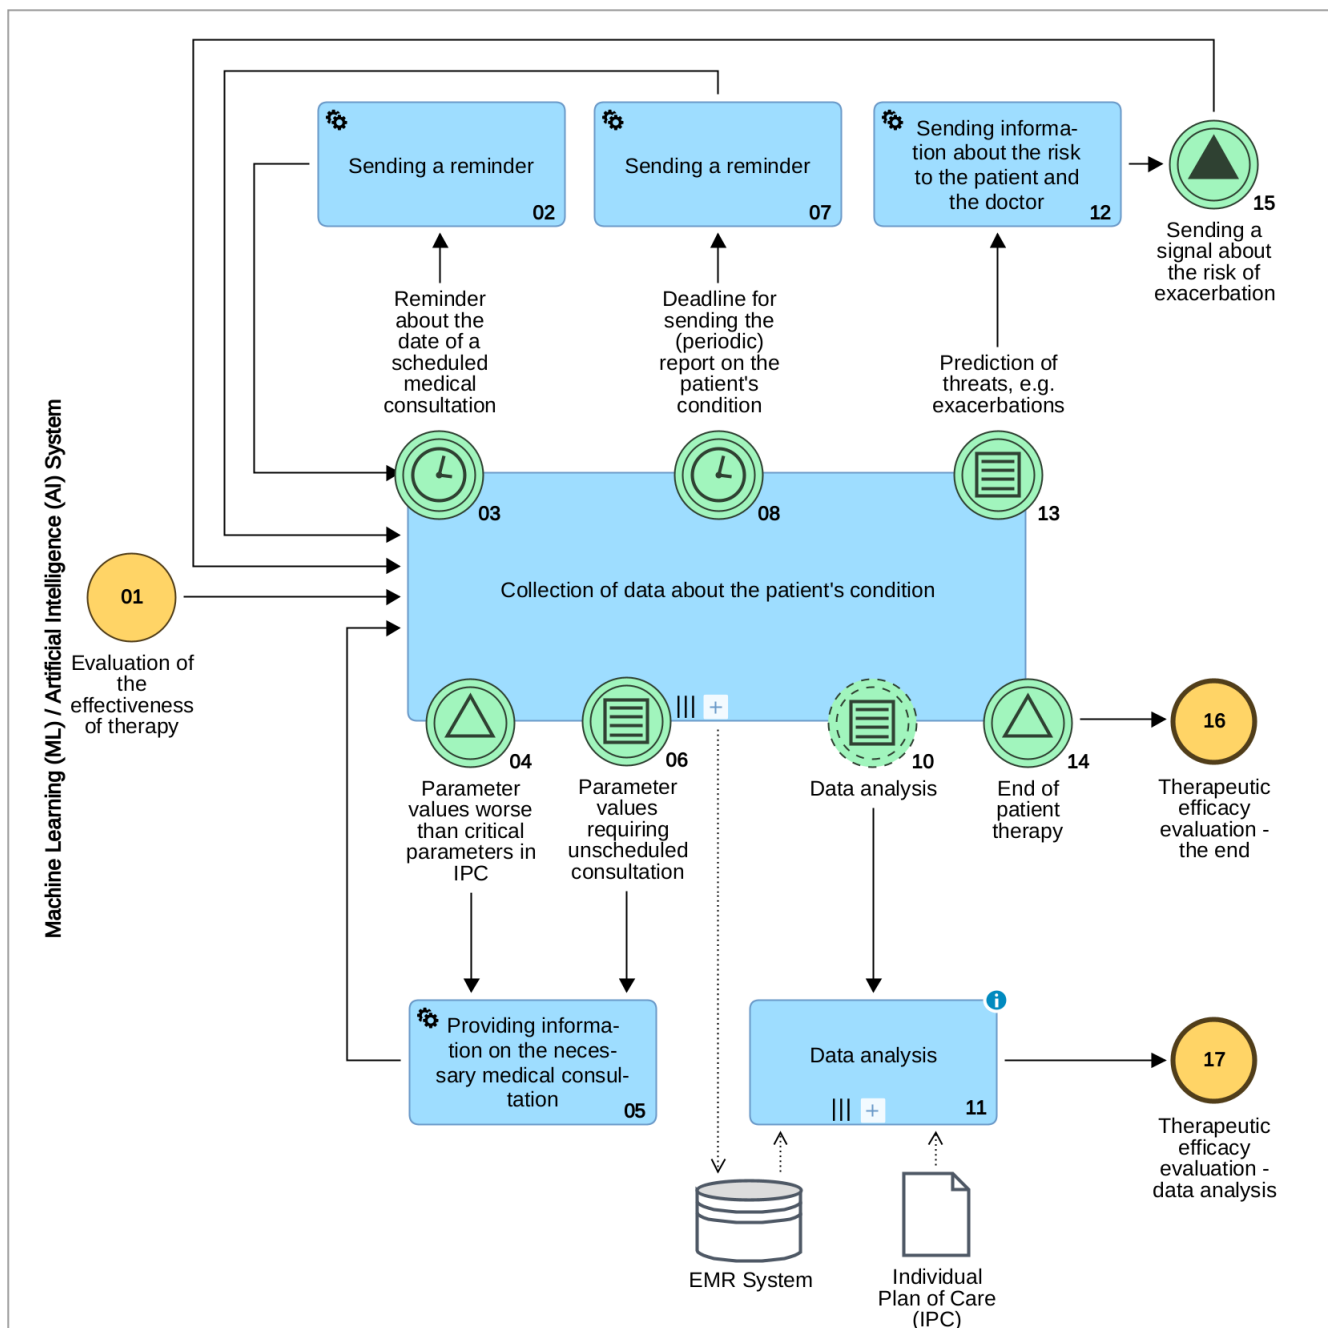 Machine Learning (ML) / Artificial Intelligence (AI) System
Sending a reminder
02
Sending a reminder
07
Sending informa-
tion about the risk
to the patient and
the doctor
12
15
Sending a
signal about
the risk of
exacerbation
Reminder
about the
date of a
scheduled
medical
consultation
03
Deadline for
sending the
(periodic)
report on the
patient's
condition
08
Prediction of
threats, e.g.
exacerbations
13
01
Evaluation of
the
effectiveness
of therapy
Collection of data about the patient's condition
04
Parameter
values worse
than critical
parameters in
IPC
06
Parameter
values
requiring
unscheduled
consultation
10
Data analysis
14
End of
patient
therapy
16
Therapeutic
efficacy
evaluation -
the end
Providing informa-
tion on the neces-
sary medical consul-
tation
05
Data analysis
11
17
Therapeutic
efficacy
evaluation -
data analysis
EMR System
Individual
Plan of Care
(IPC)